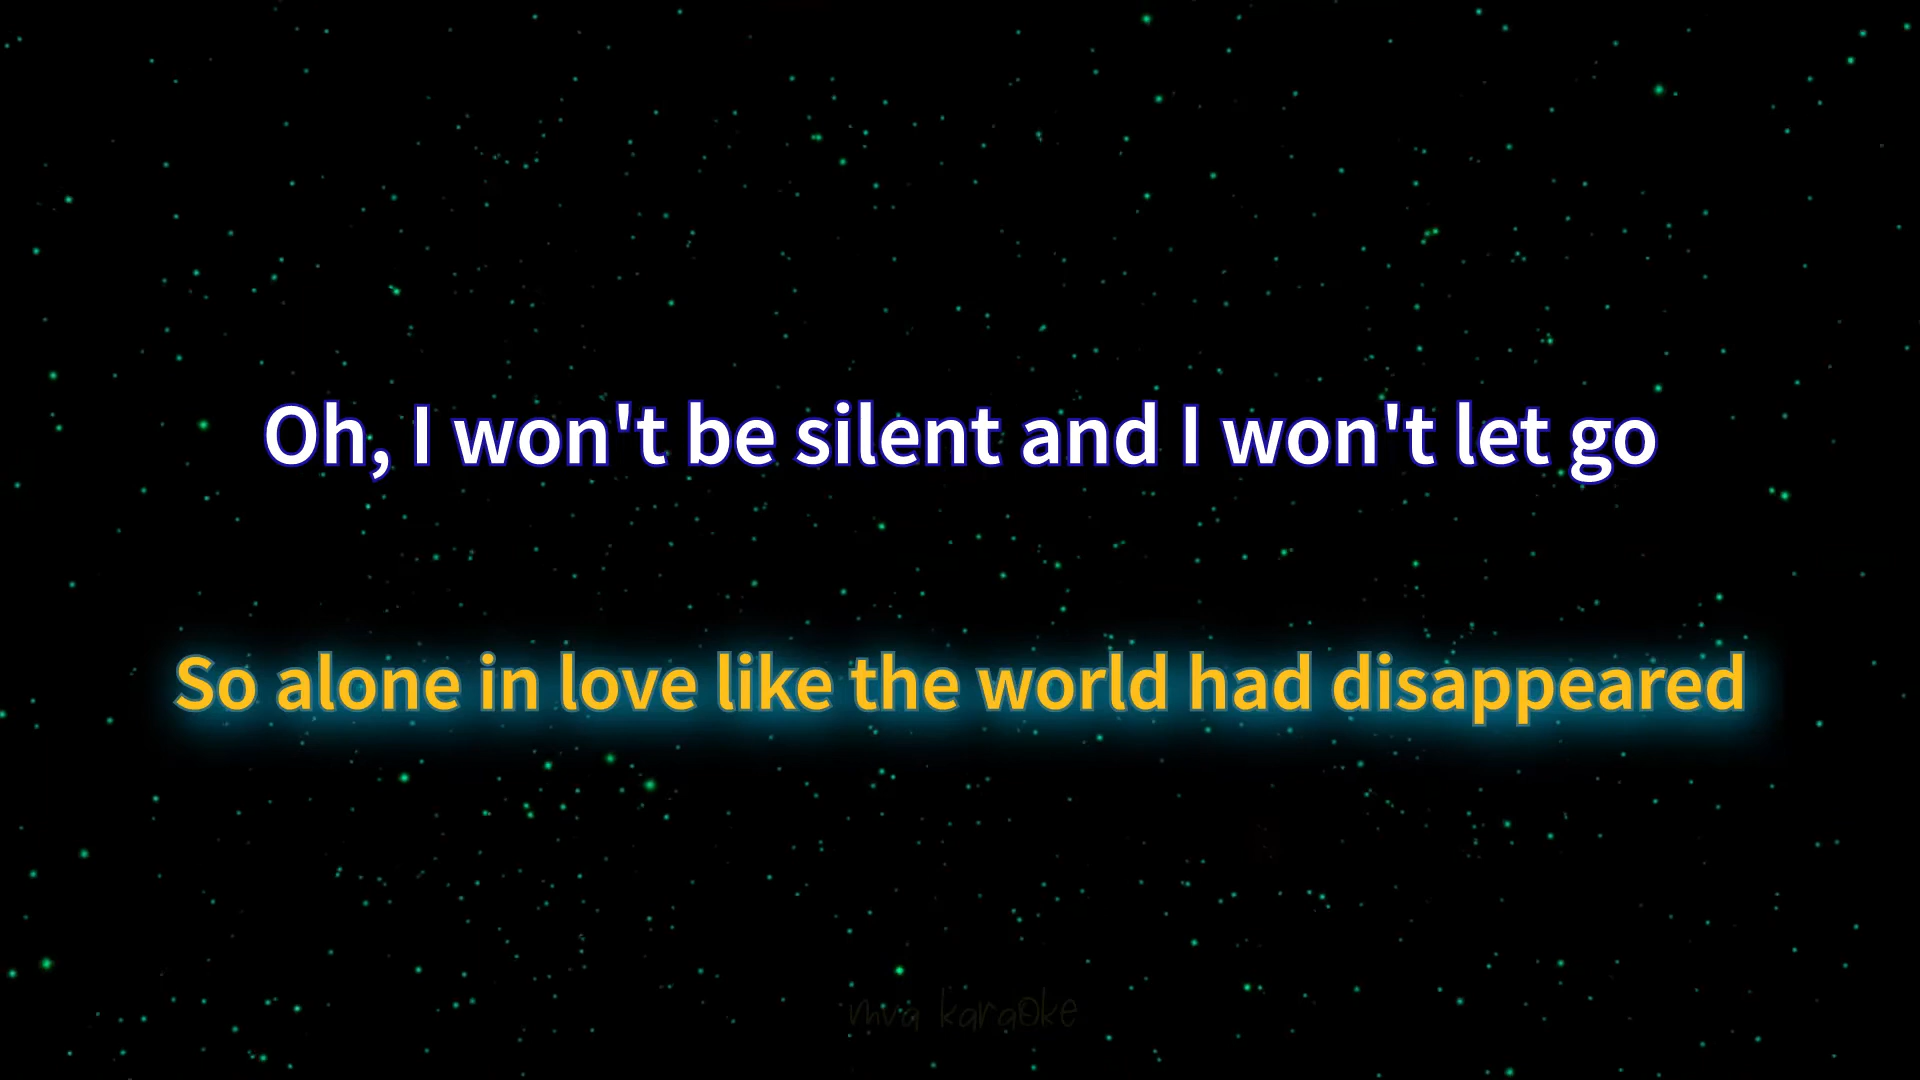 Oh, I won't be silent and I won't let go
So alone in love like the world had disappeared
mva karaoke